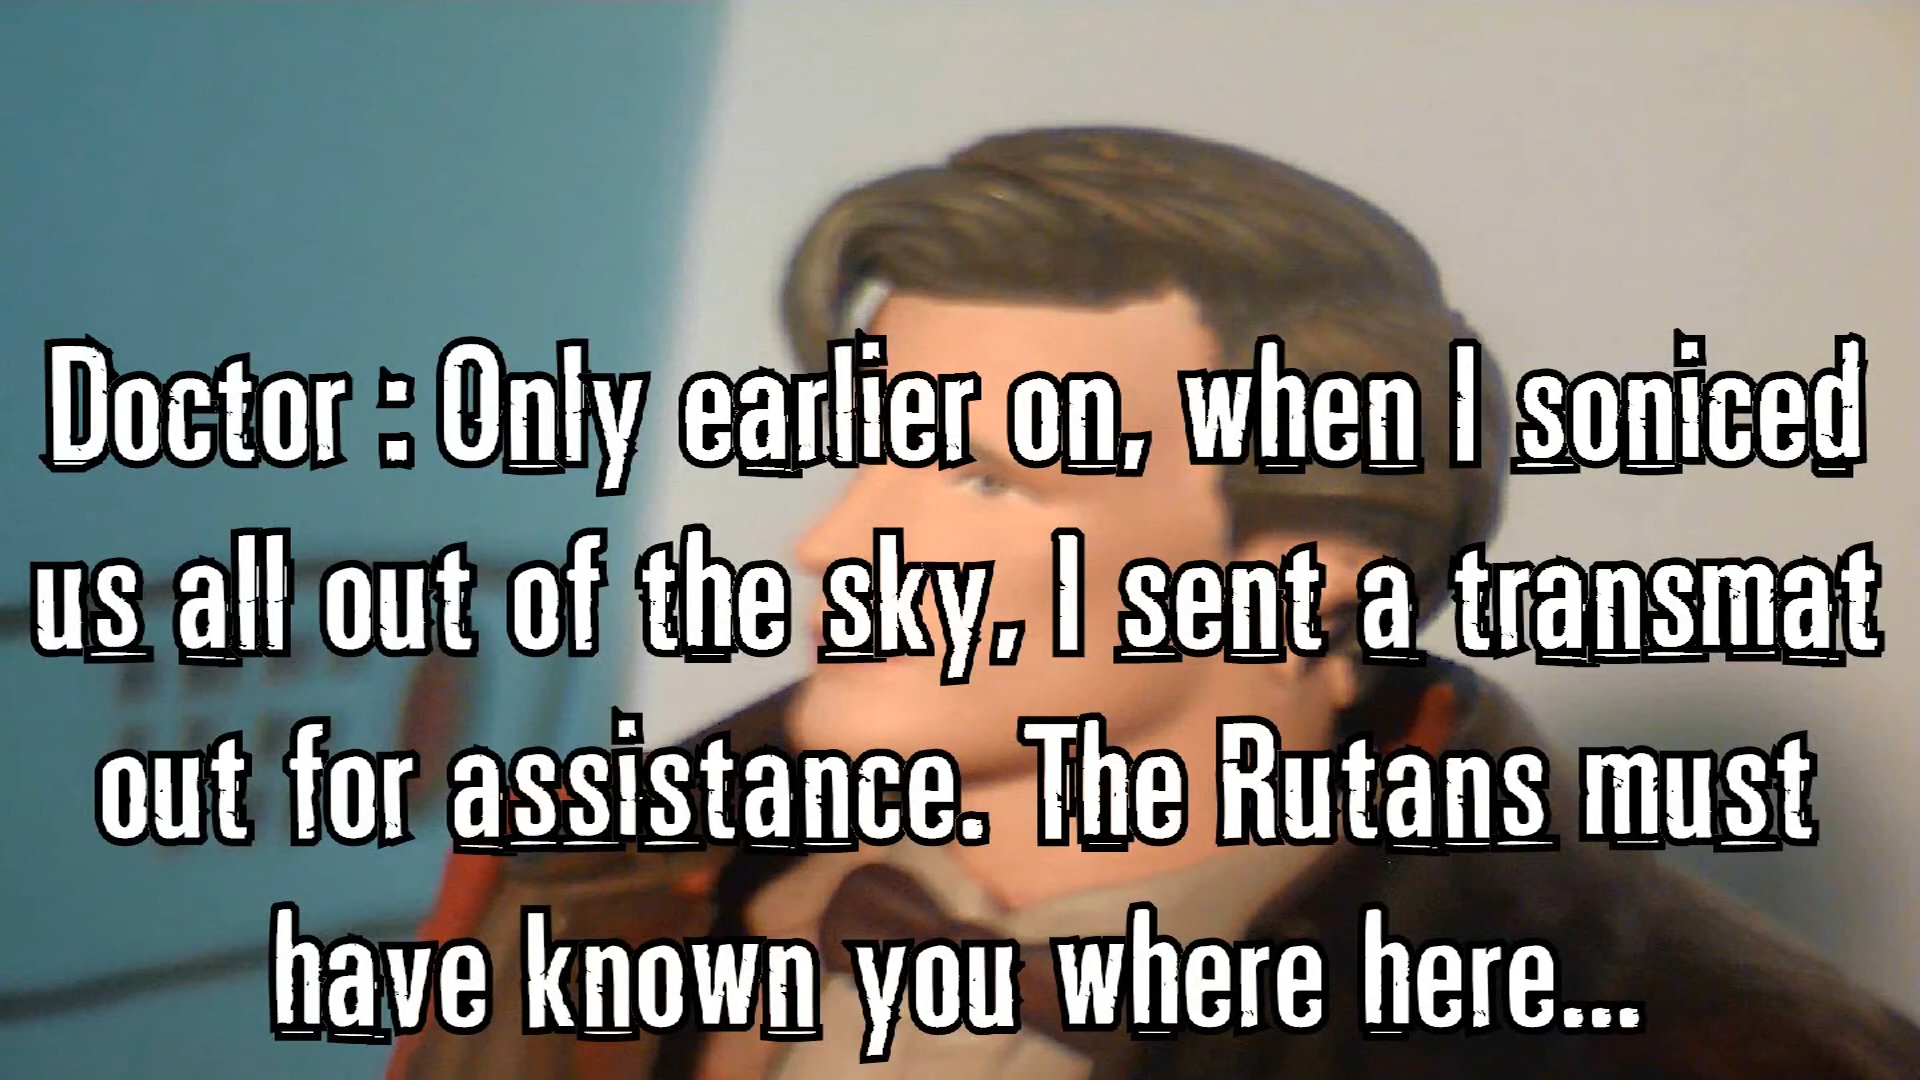 Doctor : Only earlier on, when I soniced
us all out of the sky, I sent a transmat
out for assistance. The Rutans must
have known you where here...